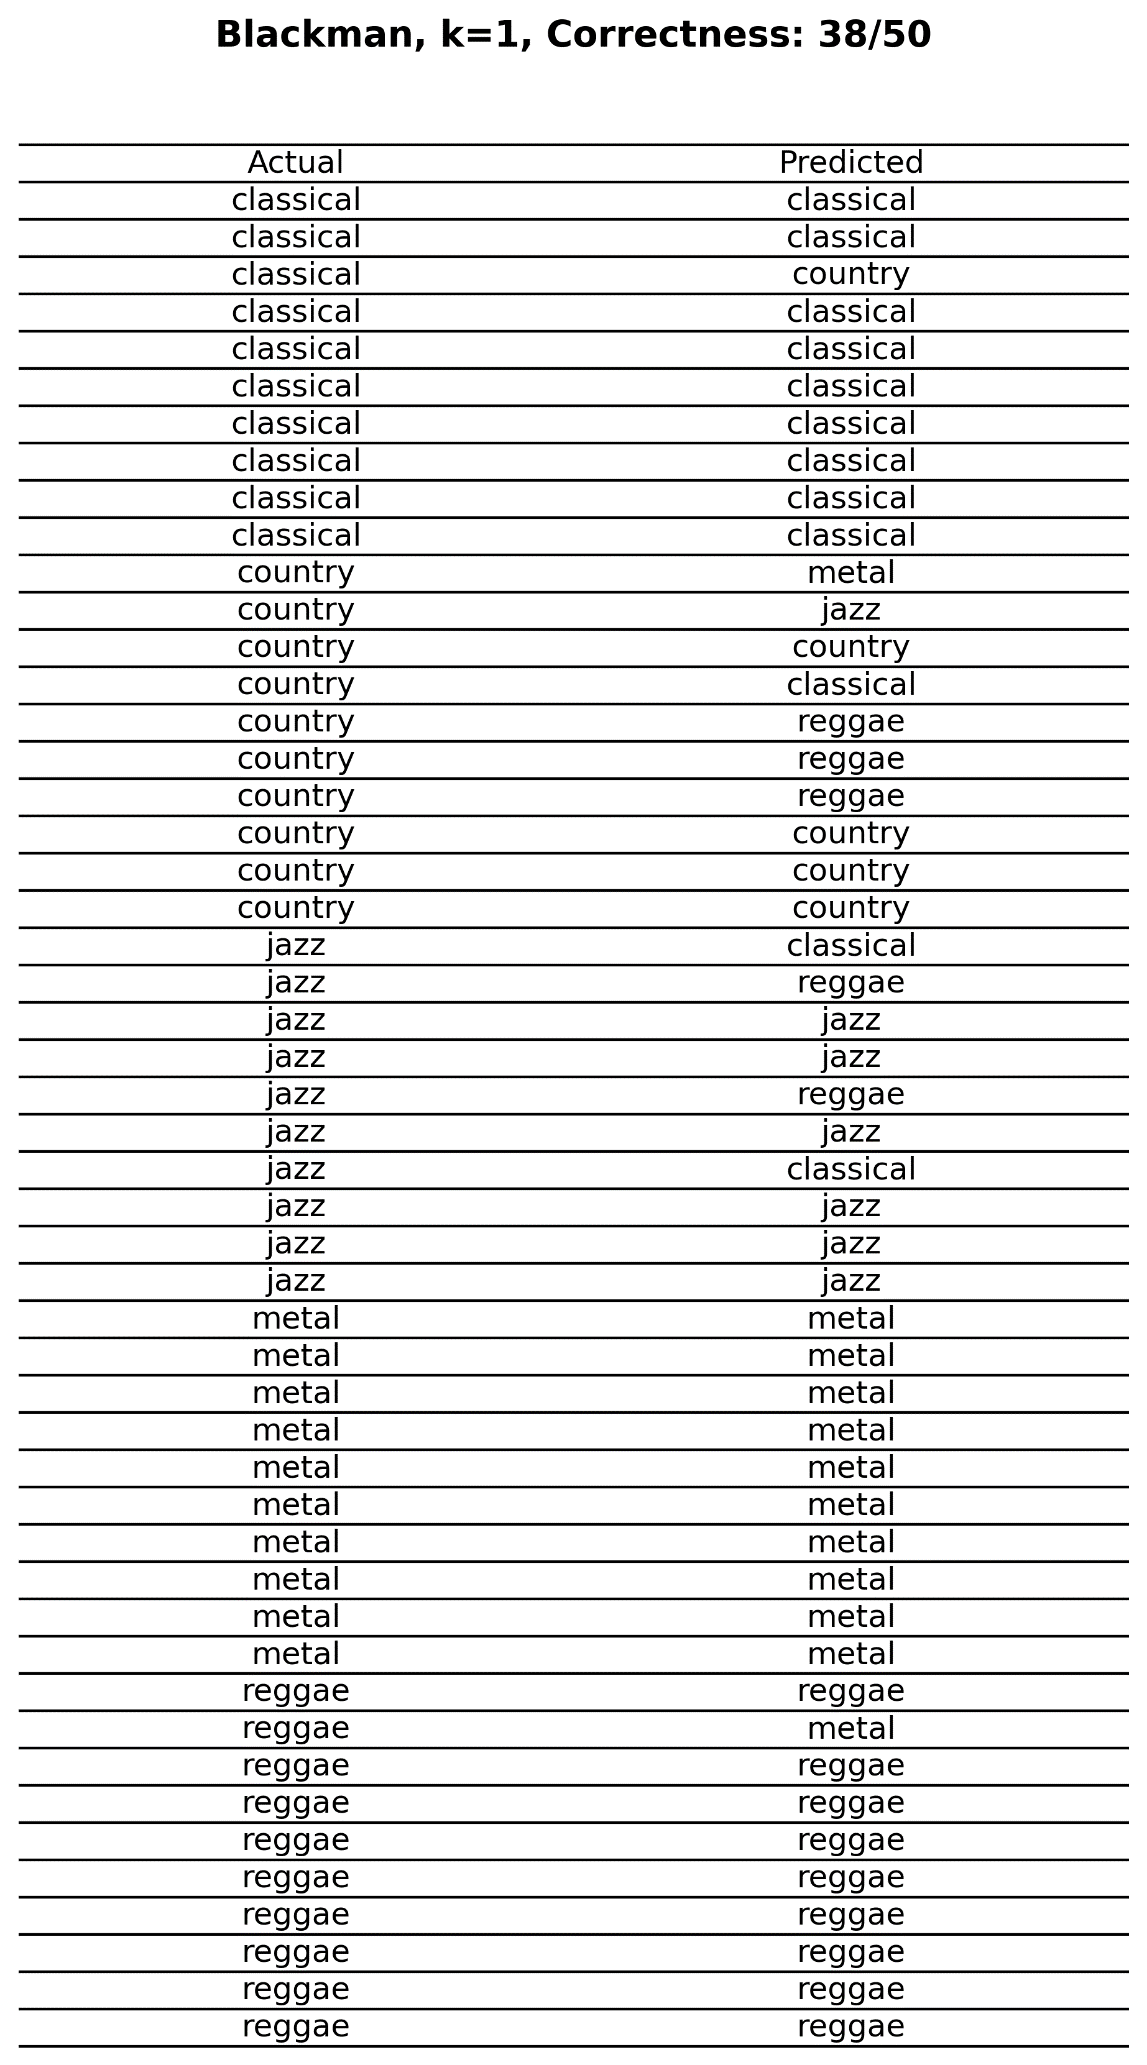 Blackman, k=1, Correctness: 38/50
Actual Predicted
classical classical
classical classical
classical country
classical classical
classical classical
classical classical
classical classical
classical classical
classical classical
classical classical
country metal
country jazz
country country
country classical
country reggae
country reggae
country reggae
country country
country country
country country
jazz classical
jazz reggae
jazz jazz
jazz jazz
jazz reggae
jazz jazz
jazz classical
jazz jazz
jazz jazz
jazz jazz
metal metal
metal metal
metal metal
metal metal
metal metal
metal metal
metal metal
metal metal
metal metal
metal metal
reggae reggae
reggae metal
reggae reggae
reggae reggae
reggae reggae
reggae reggae
reggae reggae
reggae reggae
reggae reggae
reggae reggae